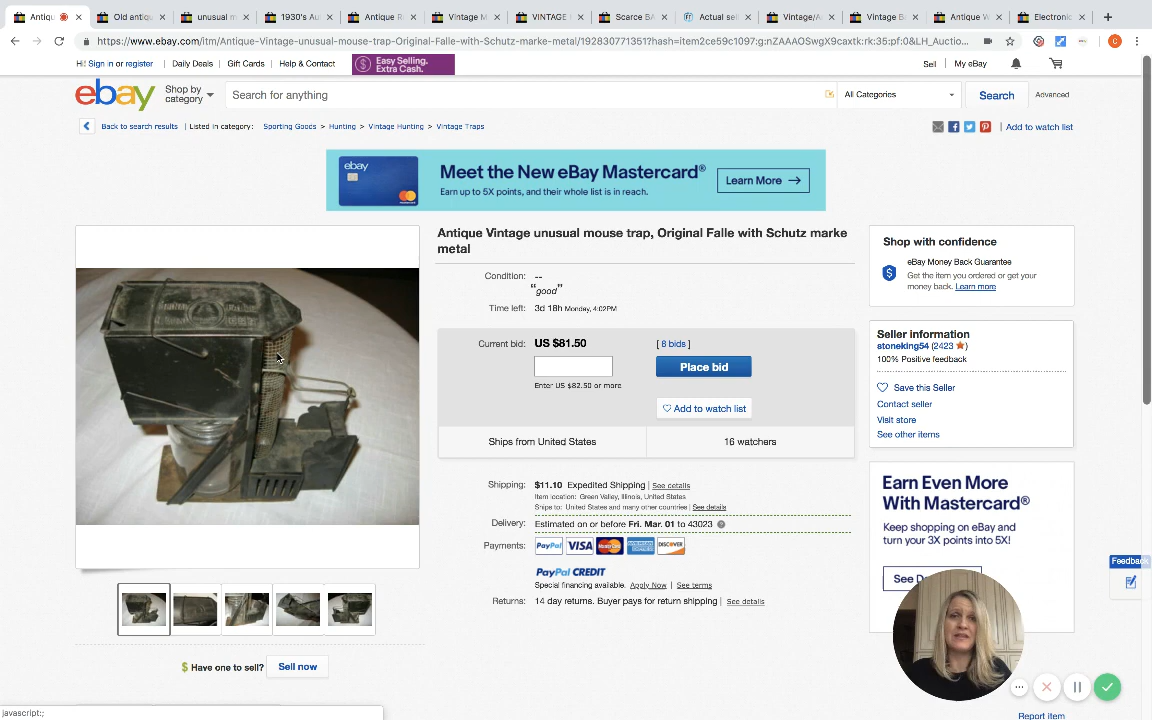 Antiqu
Old antiqu
unusual m
1930's Au
Antique R
Vintage M
VINTAGE
Scarce BA
Actual sel
Vintage/A
Vintage B
Antique W
Electronic
https://www.ebay.com/itm/Antique-Vintage-unusual-mouse-trap-Original-Falle-with-Schutz-marke-metal/192830771351?hash=item2ce59c1097:g:nZAAAOSwgX9caxtk:rk:35:pf:0&LH_Auctio...
Hi! Sign in or register
Daily Deals
Gift Cards
Help & Contact
Easy Selling.
Extra Cash.
Sell
My eBay
ebay
Shop by
category
Search for anything
All Categories
Search
Advanced
Back to search results
Listed in category:
Sporting Goods > Hunting > Vintage Hunting > Vintage Traps
Add to watch list
ebay
Meet the New eBay Mastercard®
Earn up to 5X points, and their whole list is in reach.
Learn More
Antique Vintage unusual mouse trap, Original Falle with Schutz marke
metal
Condition: --
"good"
Time left: 3d 18h Monday, 4:02PM
Current bid: US $81.50
[ 8 bids ]
Place bid
Enter US $82.50 or more
Add to watch list
Ships from United States
16 watchers
Shipping: $11.10 Expedited Shipping | See details
Item location: Green Valley, Illinois, United States
Ships to: United States and many other countries | See details
Delivery: Estimated on or before Fri. Mar. 01 to 43023
Payments: PayPal VISA MasterCard AMERICAN EXPRESS DISCOVER
PayPal CREDIT
Special financing available. Apply Now | See terms
Returns: 14 day returns. Buyer pays for return shipping | See details
Shop with confidence
eBay Money Back Guarantee
Get the item you ordered or get your
money back. Learn more
Seller information
stoneking54 (2423 )
100% Positive feedback
Save this Seller
Contact seller
Visit store
See other items
Earn Even More
With Mastercard®
Keep shopping on eBay and
turn your 3X points into 5X!
See D
Feedback
$ Have one to sell?
Sell now
javascript:;
Report item